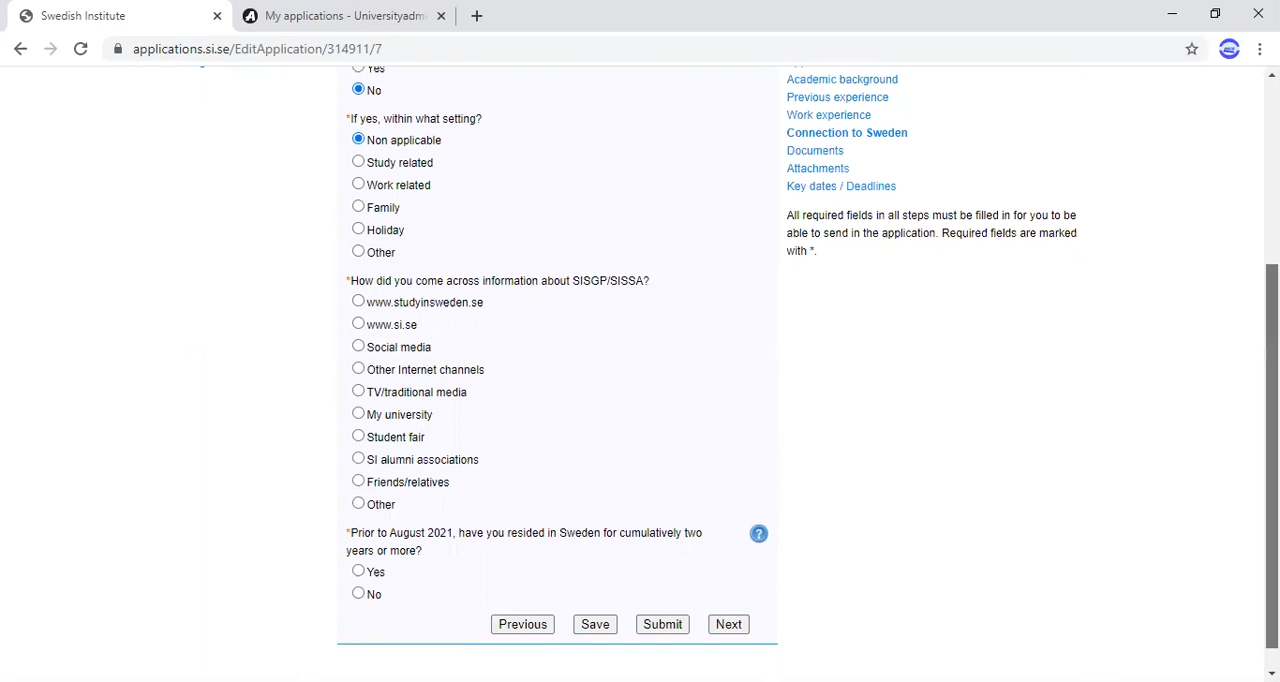 Swedish Institute
My applications - Universityadm
applications.si.se/EditApplication/314911/7
Yes
No
*If yes, within what setting?
Non applicable
Study related
Work related
Family
Holiday
Other
*How did you come across information about SISGP/SISSA?
www.studyinsweden.se
www.si.se
Social media
Other Internet channels
TV/traditional media
My university
Student fair
SI alumni associations
Friends/relatives
Other
*Prior to August 2021, have you resided in Sweden for cumulatively two
years or more?
?
Yes
No
Previous
Save
Submit
Next
Academic background
Previous experience
Work experience
Connection to Sweden
Documents
Attachments
Key dates / Deadlines
All required fields in all steps must be filled in for you to be
able to send in the application. Required fields are marked
with *.